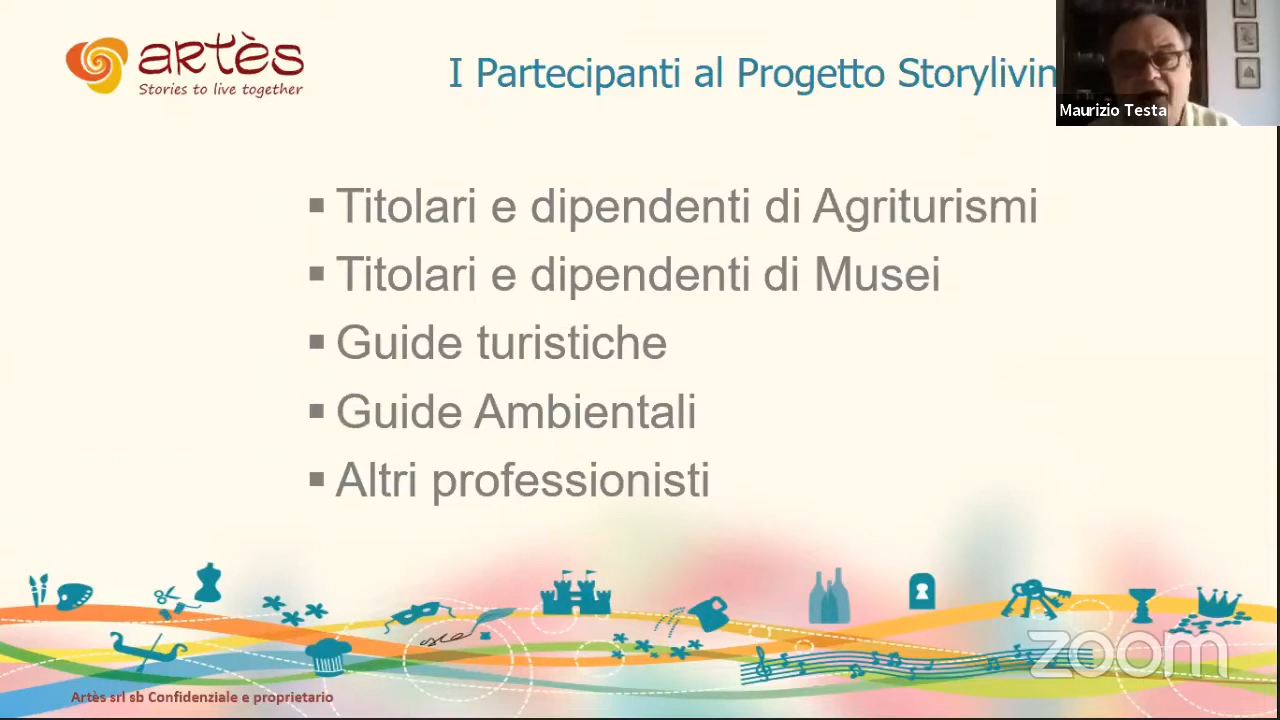 artès
Stories to live together
I Partecipanti al Progetto Storylivin
Maurizio Testa
▪ Titolari e dipendenti di Agriturismi
▪ Titolari e dipendenti di Musei
▪ Guide turistiche
▪ Guide Ambientali
▪ Altri professionisti
zoom
Artès srl sb Confidenziale e proprietario